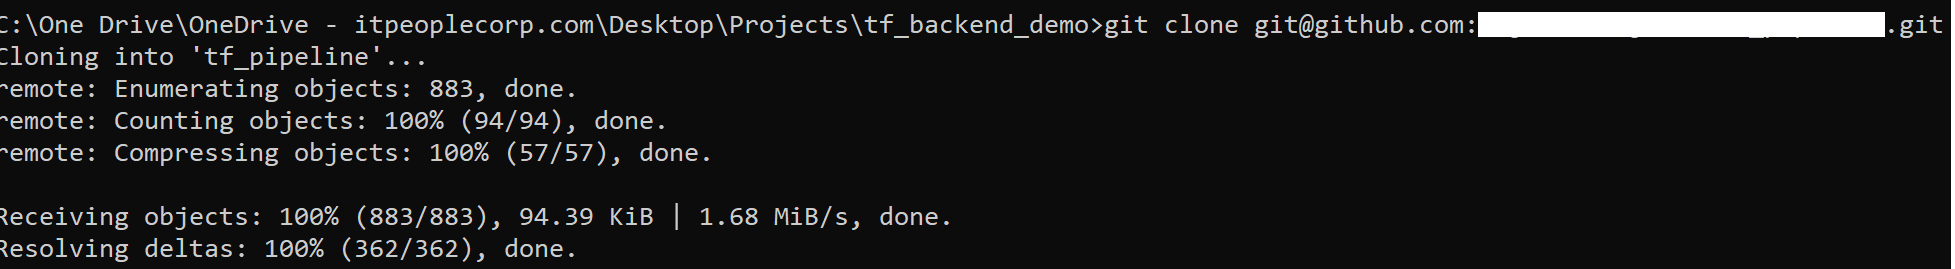 C:\One Drive\OneDrive - itpeoplecorp.com\Desktop\Projects\tf_backend_demo>git clone git@github.com: .git
Cloning into 'tf_pipeline'...
remote: Enumerating objects: 883, done.
remote: Counting objects: 100% (94/94), done.
remote: Compressing objects: 100% (57/57), done.
Receiving objects: 100% (883/883), 94.39 KiB | 1.68 MiB/s, done.
Resolving deltas: 100% (362/362), done.